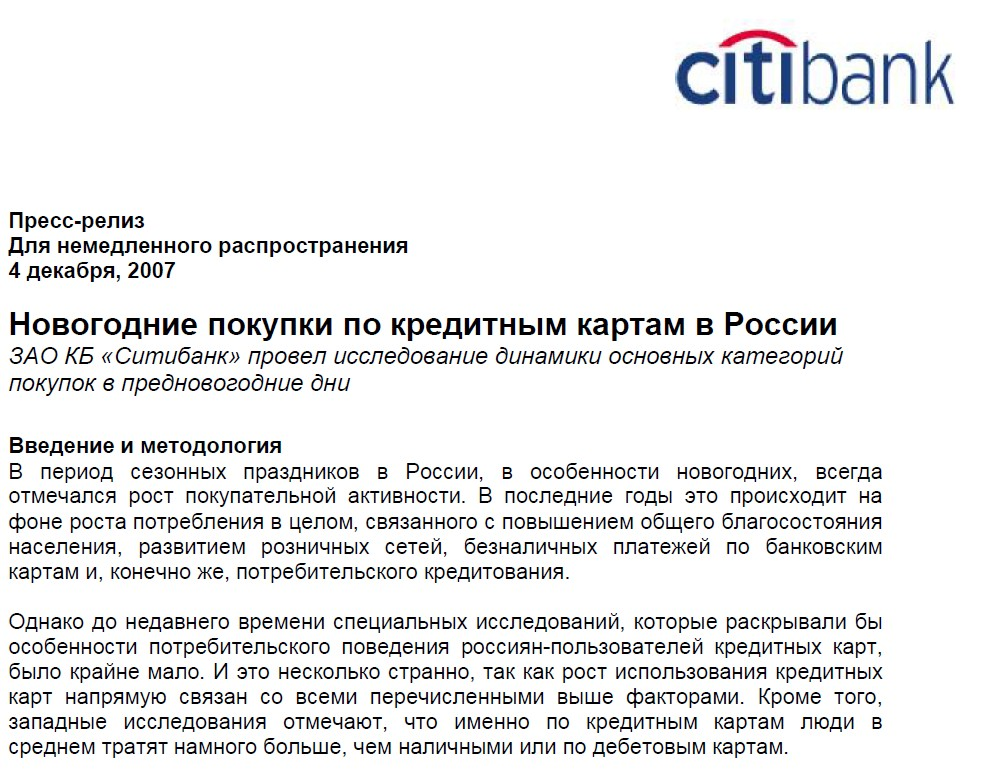 citibank
Пресс-релиз
Для немедленного распространения
4 декабря, 2007
Новогодние покупки по кредитным картам в России
ЗАО КБ «Ситибанк» провел исследование динамики основных категорий
покупок в предновогодние дни
Введение и методология
В период сезонных праздников в России, в особенности новогодних, всегда
отмечался рост покупательной активности. В последние годы это происходит на
фоне роста потребления в целом, связанного с повышением общего благосостояния
населения, развитием розничных сетей, безналичных платежей по банковским
картам и, конечно же, потребительского кредитования.
Однако до недавнего времени специальных исследований, которые раскрывали бы
особенности потребительского поведения россиян-пользователей кредитных карт,
было крайне мало. И это несколько странно, так как рост использования кредитных
карт напрямую связан со всеми перечисленными выше факторами. Кроме того,
западные исследования отмечают, что именно по кредитным картам люди в
среднем тратят намного больше, чем наличными или по дебетовым картам.